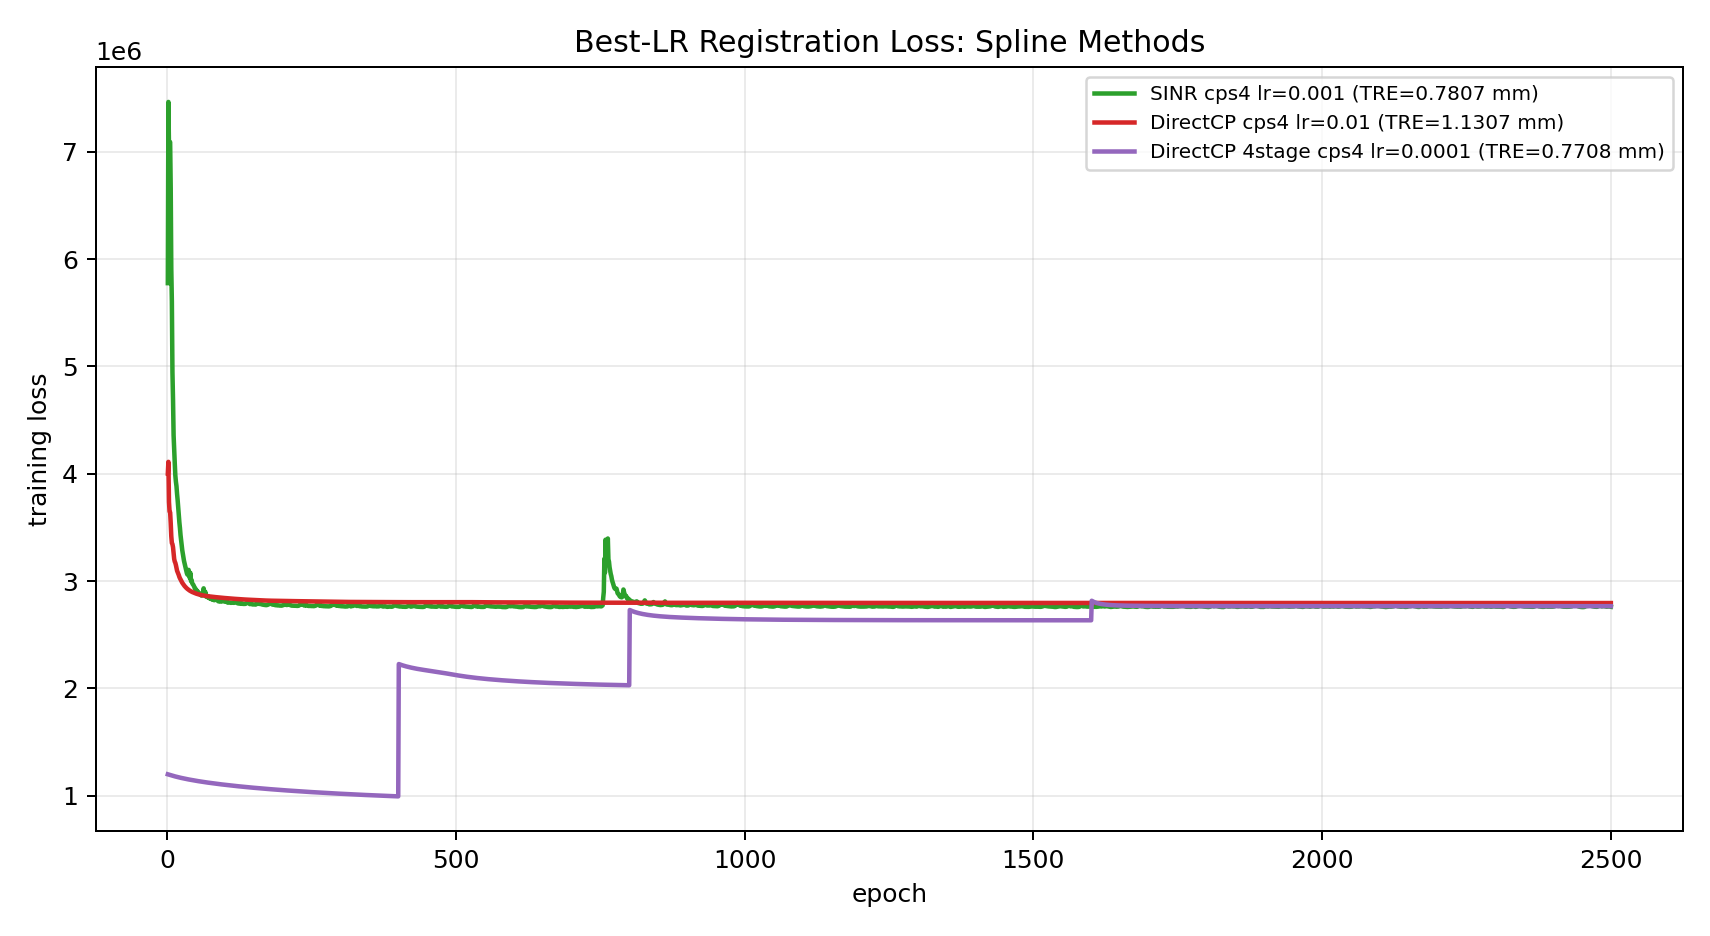 Best-LR Registration Loss: Spline Methods
1e6
SINR cps4 lr=0.001 (TRE=0.7807 mm)
DirectCP cps4 lr=0.01 (TRE=1.1307 mm)
DirectCP 4stage cps4 lr=0.0001 (TRE=0.7708 mm)
7
6
5
4
3
2
1
training loss
0
500
1000
1500
2000
2500
epoch